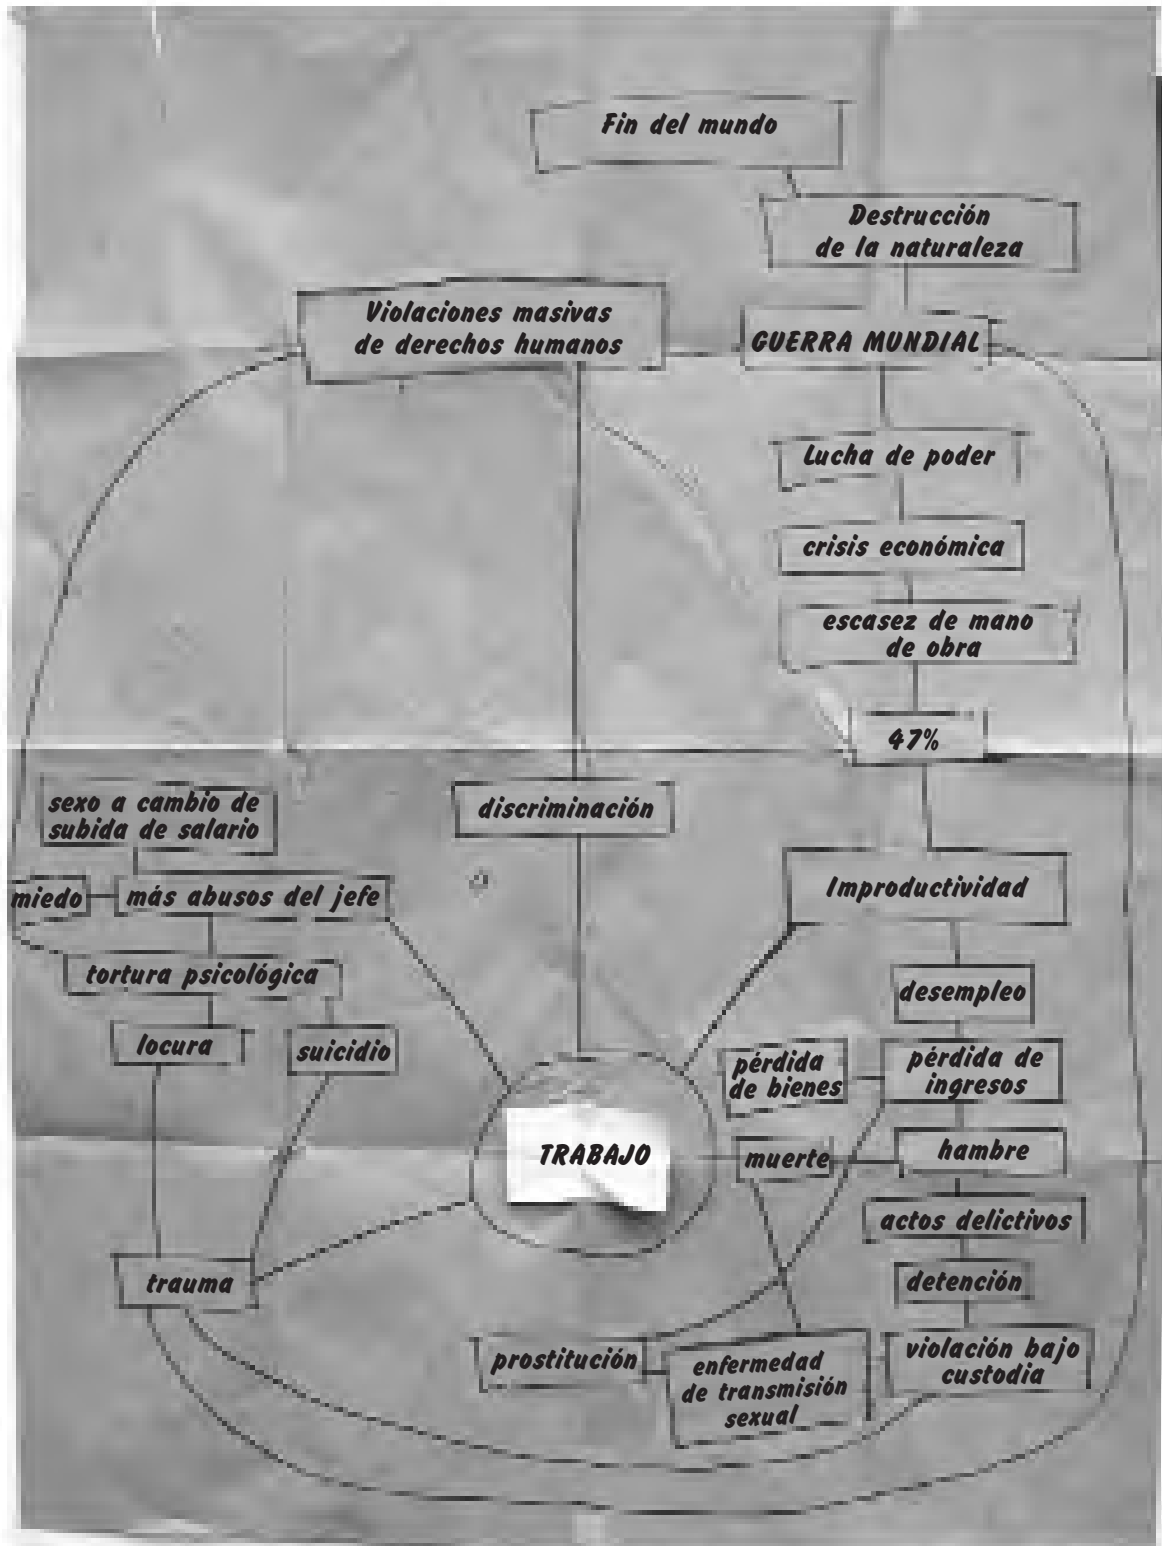 Fin del mundo
Destrucción
de la naturaleza
Violaciones masivas
de derechos humanos
GUERRA MUNDIAL
Lucha de poder
crisis económica
escasez de mano
de obra
47%
sexo a cambio de
subida de salario
discriminación
miedo
más abusos del jefe
Improductividad
tortura psicológica
desempleo
locura
suicidio
pérdida
de bienes
pérdida de
ingresos
TRABAJO
muerte
hambre
actos delictivos
trauma
detención
prostitución
enfermedad
de transmisión
sexual
violación bajo
custodia